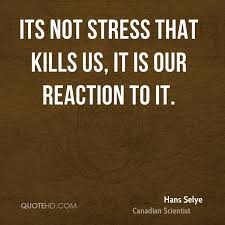 ITS NOT STRESS THAT
KILLS US, IT IS OUR
REACTION TO IT.
Hans Selye
Canadian Scientist
QUOTEHD.COM